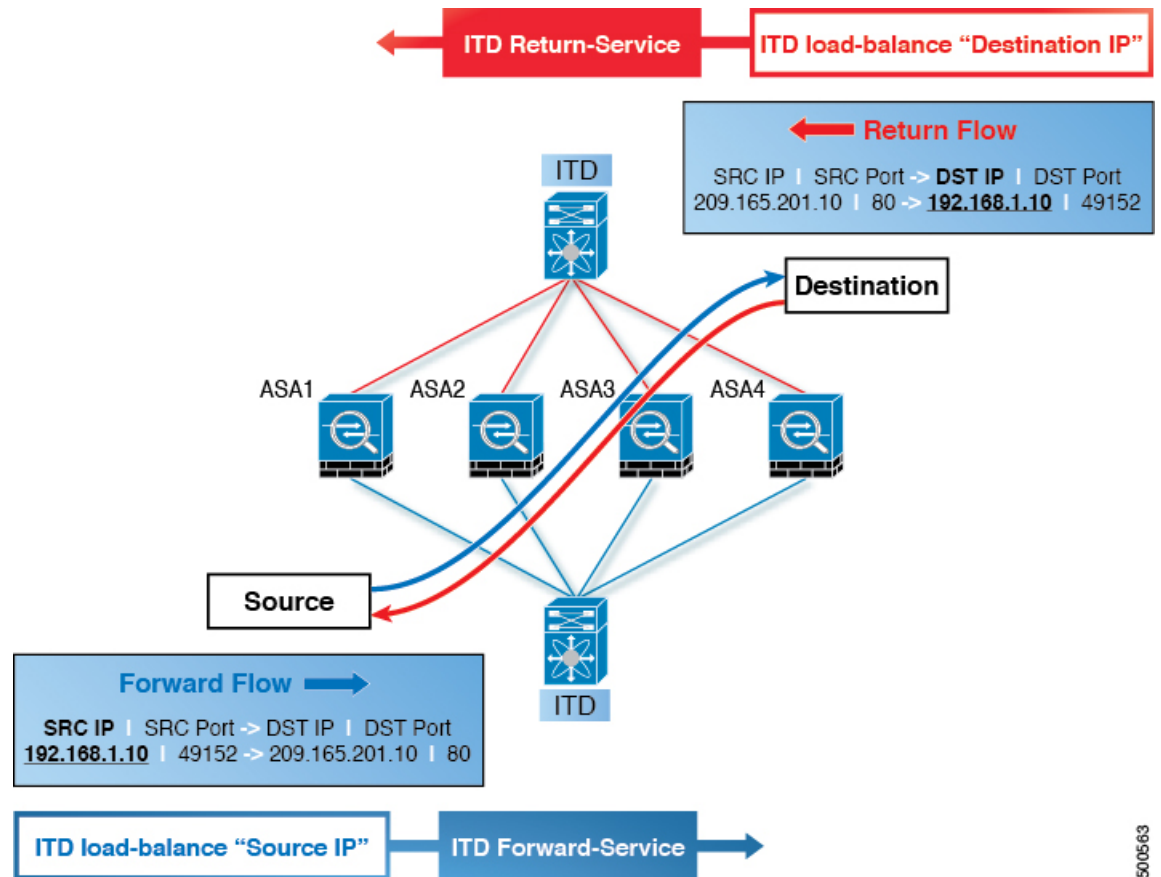 ITD Return-Service
ITD load-balance “Destination IP”
Return Flow
SRC IP | SRC Port -> DST IP | DST Port
209.165.201.10 | 80 -> 192.168.1.10 | 49152
ITD
Destination
ASA1
ASA2
ASA3
ASA4
Source
ITD
Forward Flow
SRC IP | SRC Port -> DST IP | DST Port
192.168.1.10 | 49152 -> 209.165.201.10 | 80
ITD load-balance “Source IP”
ITD Forward-Service
500563